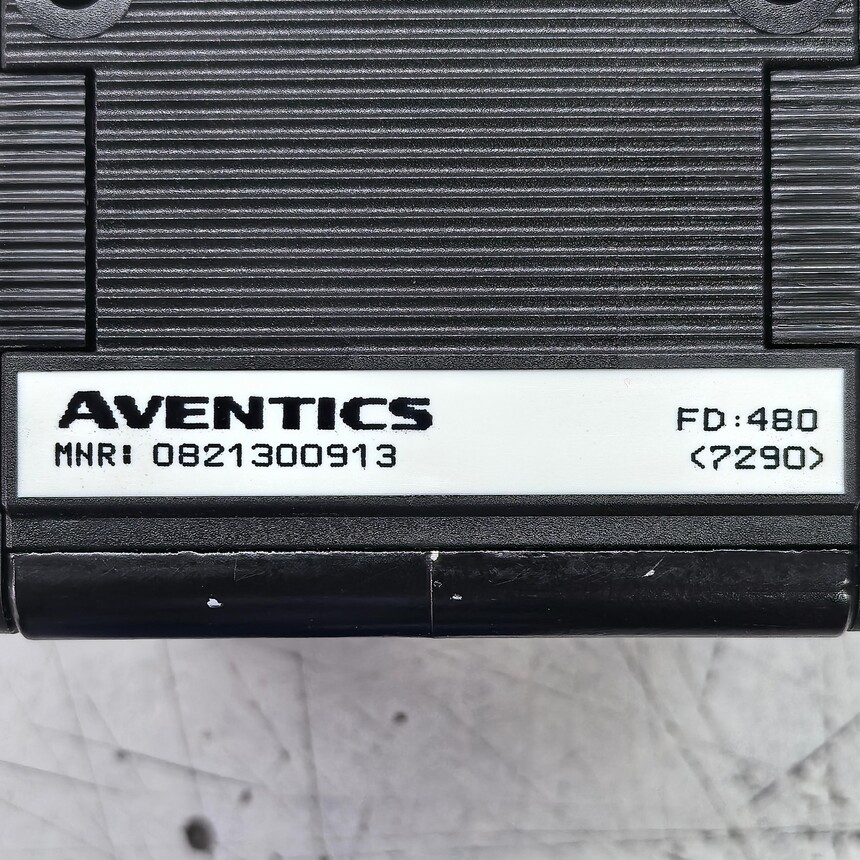 AVENTICS
MNR: 0821300913
FD:480
<7290>